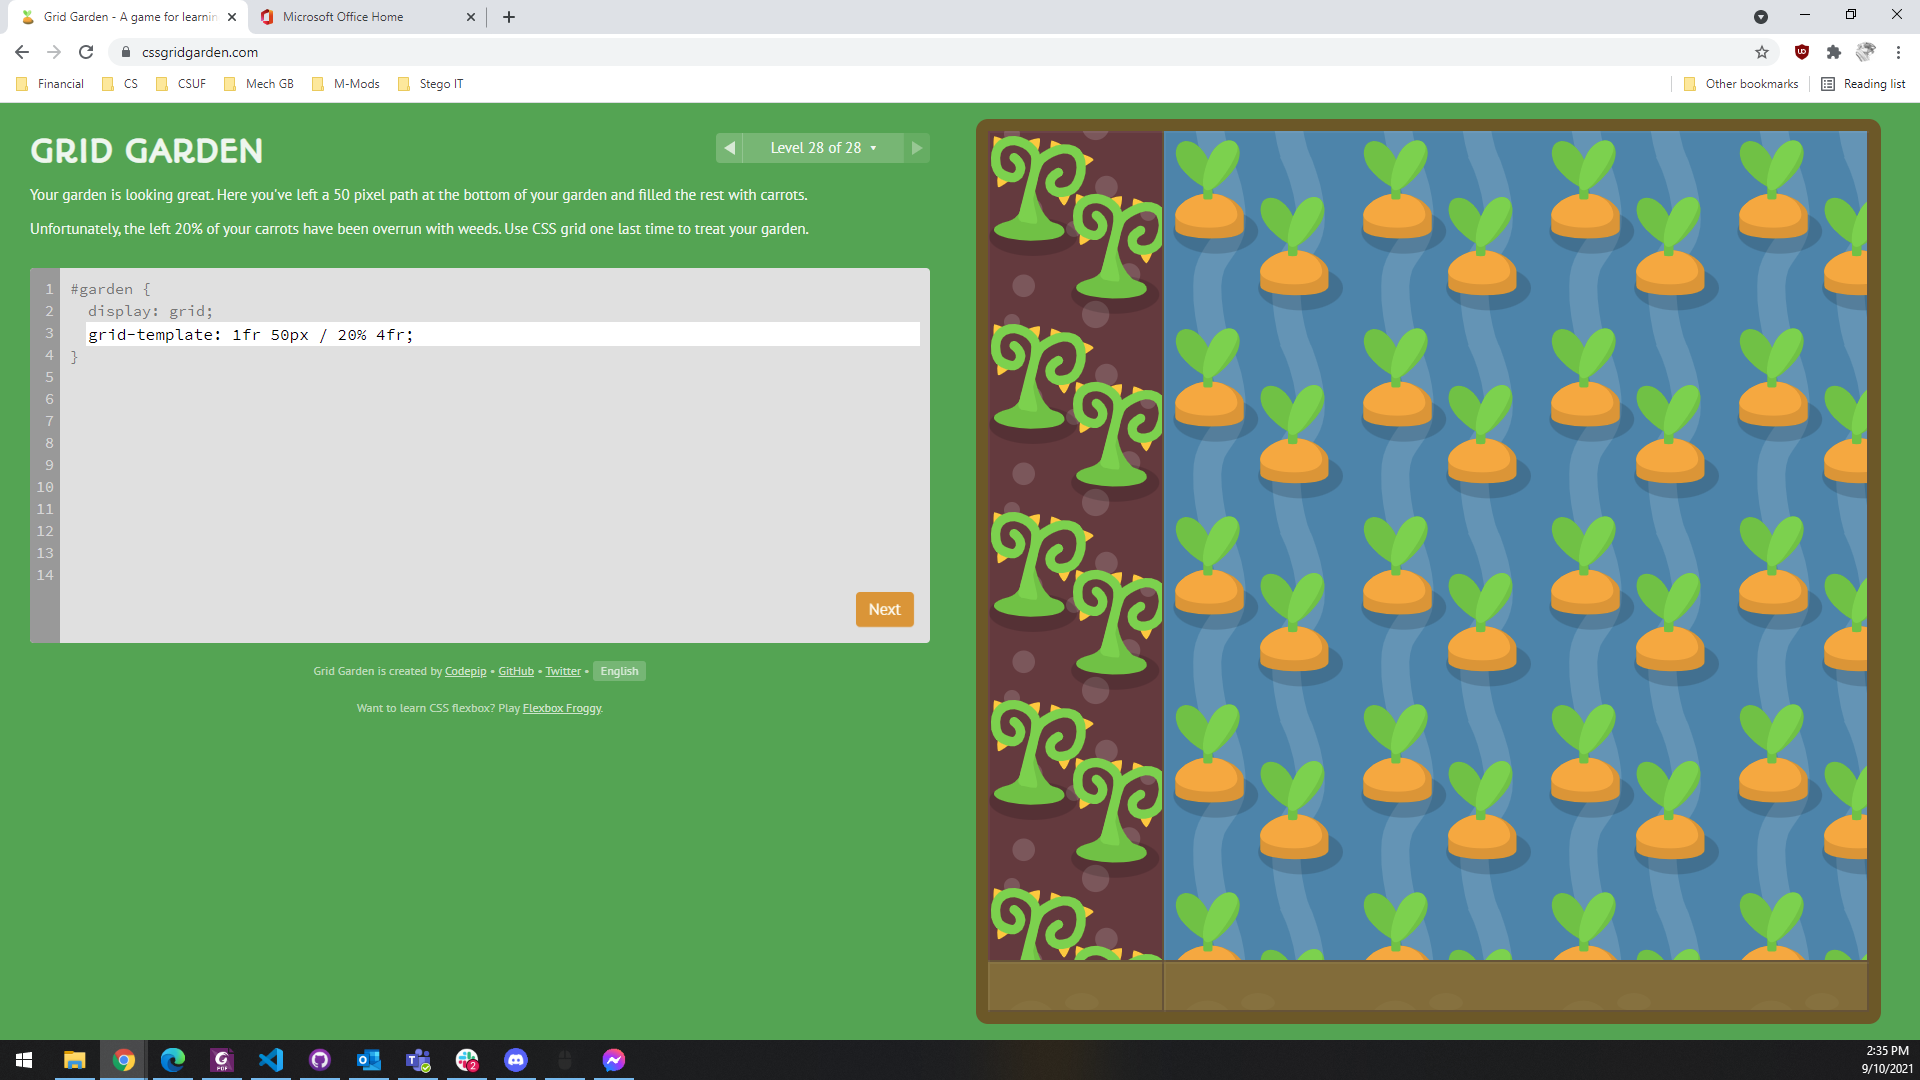 Grid Garden - A game for learnin
Microsoft Office Home
cssgridgarden.com
Financial
CS
CSUF
Mech GB
M-Mods
Stego IT
Other bookmarks
Reading list
GRID GARDEN
Level 28 of 28
Your garden is looking great. Here you've left a 50 pixel path at the bottom of your garden and filled the rest with carrots.
Unfortunately, the left 20% of your carrots have been overrun with weeds. Use CSS grid one last time to treat your garden.
1 #garden {
2 display: grid;
3 grid-template: 1fr 50px / 20% 4fr;
4 }
5
6
7
8
9
10
11
12
13
14
Next
Grid Garden is created by Codepip • GitHub • Twitter • English
Want to learn CSS flexbox? Play Flexbox Froggy.
2
2:35 PM
9/10/2021